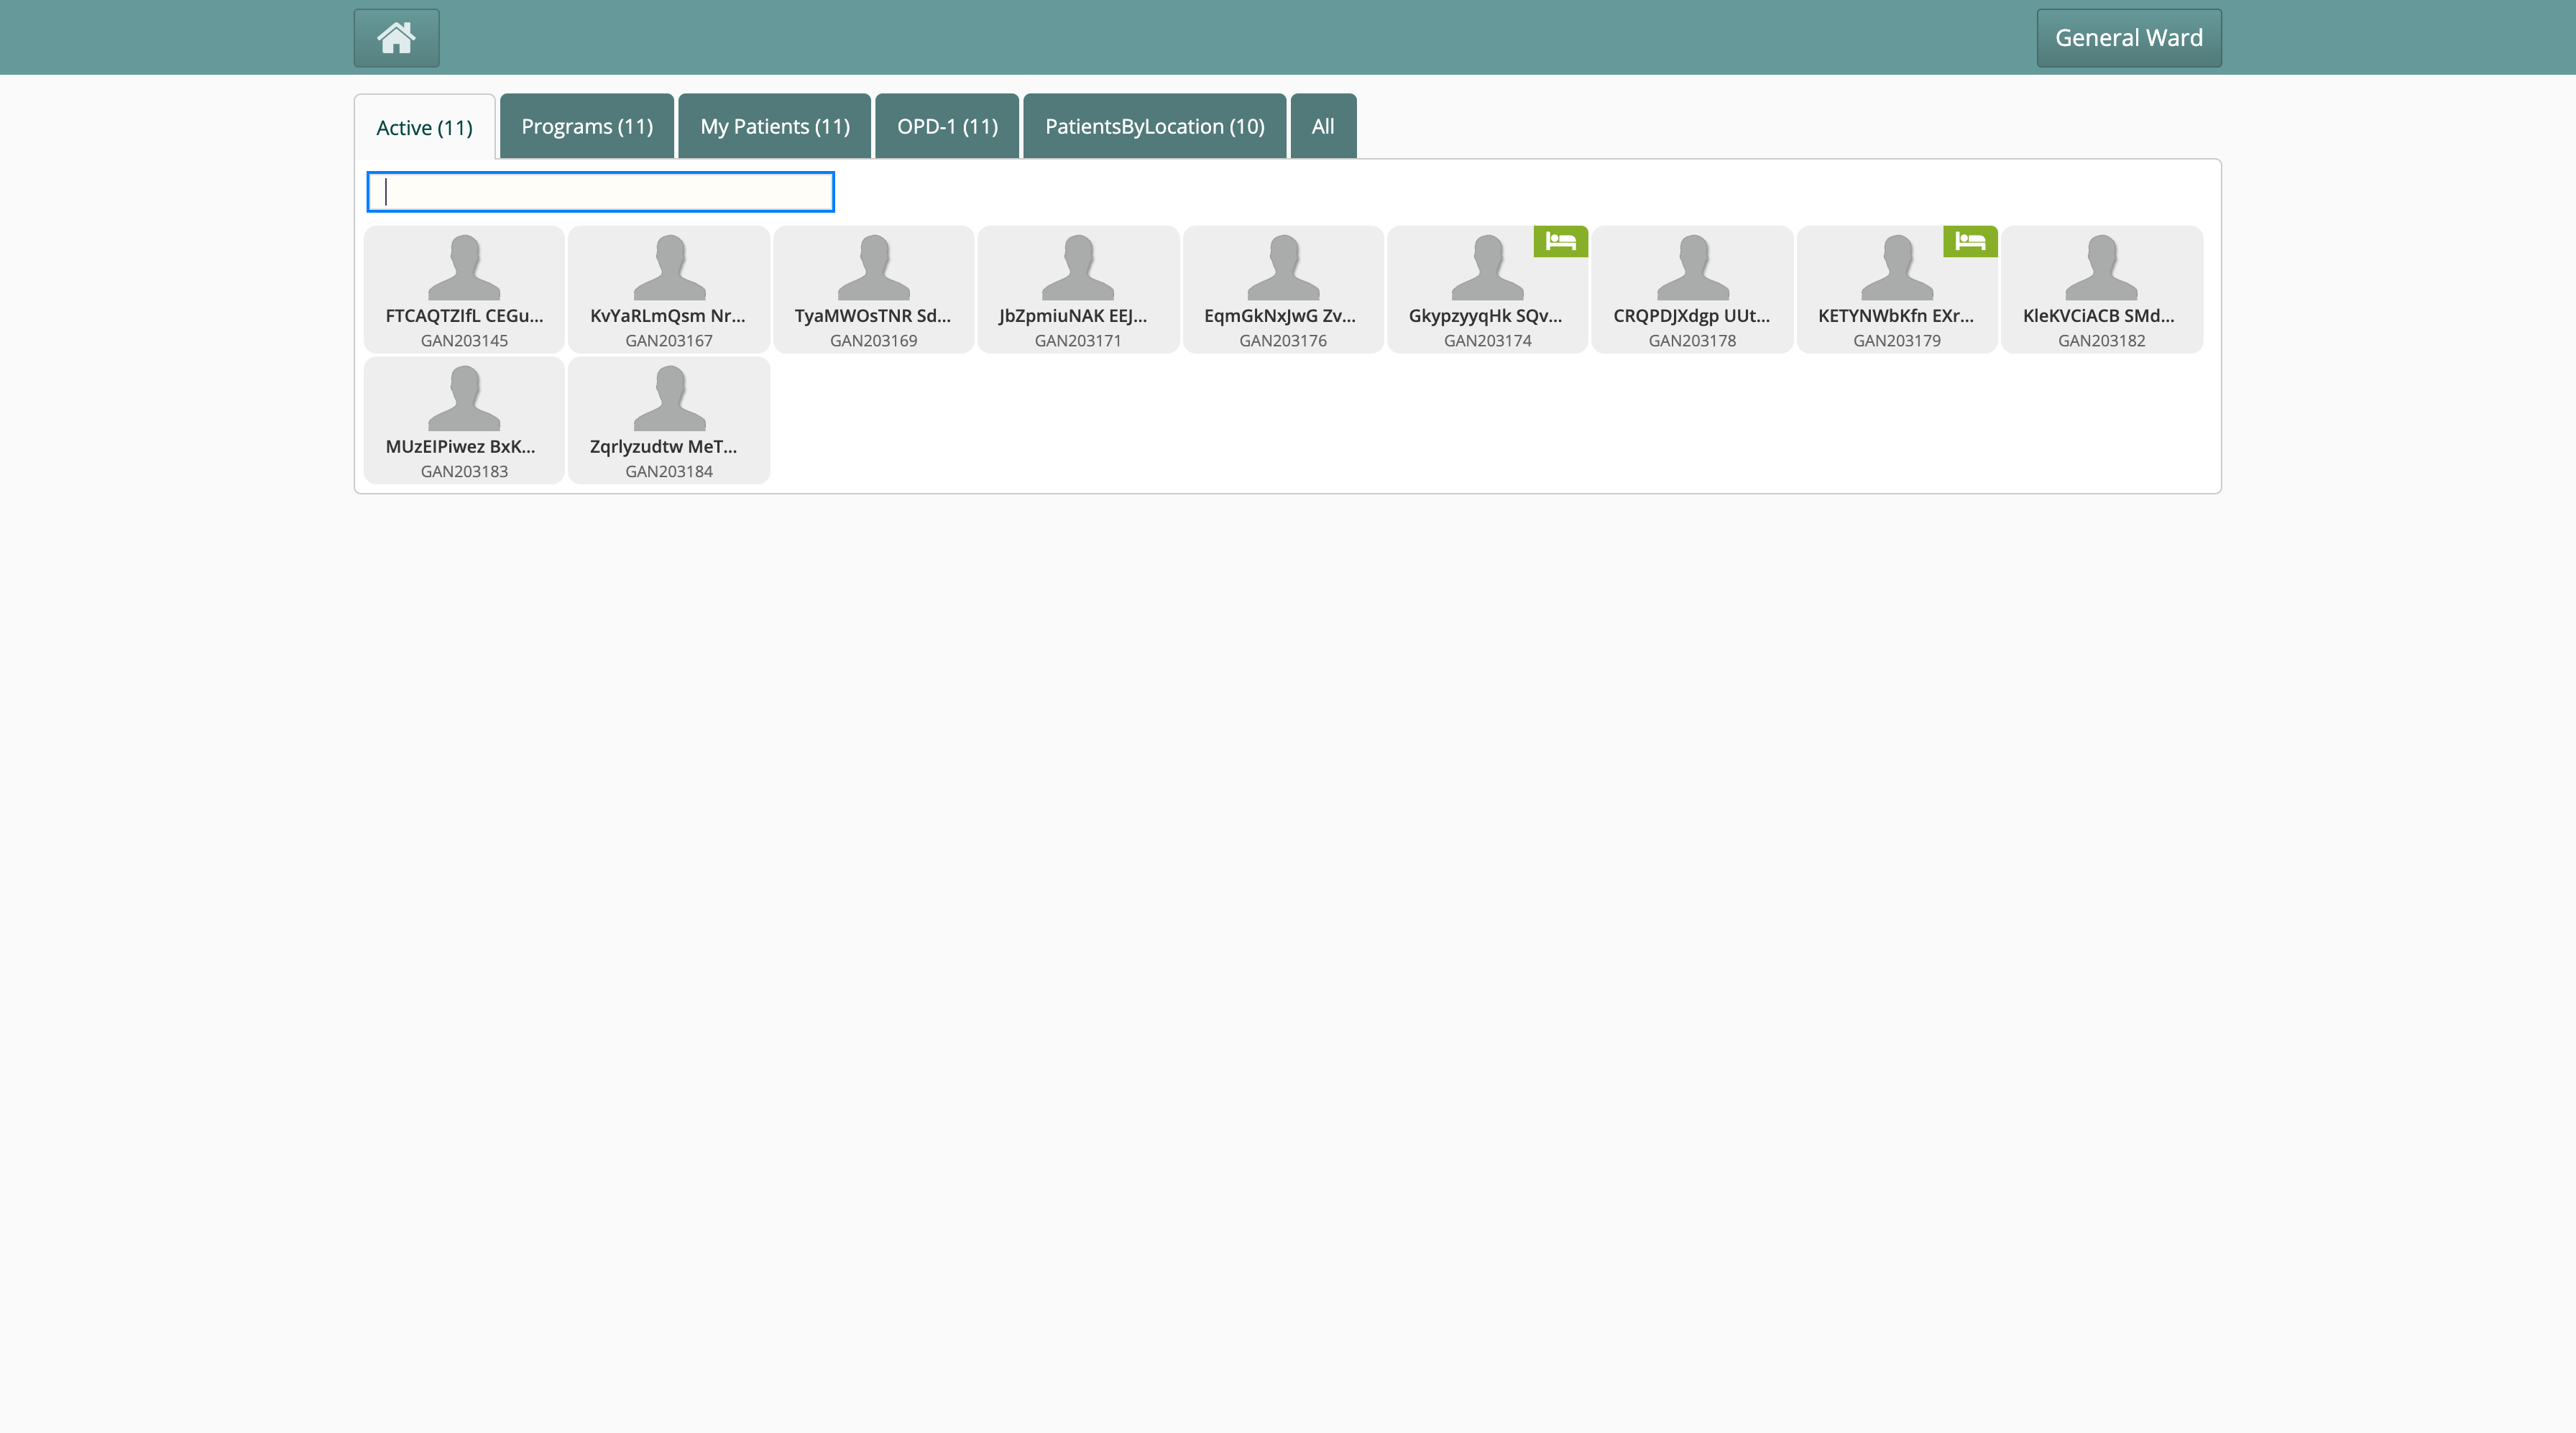 General Ward
Active (11)
Programs (11)
My Patients (11)
OPD-1 (11)
PatientsByLocation (10)
All
FTCAQTZIfL CEGu...
GAN203145
KvYaRLmQsm Nr...
GAN203167
TyaMWOsTNR Sd...
GAN203169
JbZpmiuNAK EEJ...
GAN203171
EqmGkNxJwG Zv...
GAN203176
GkypzyyqHk SQv...
GAN203174
CRQPDJXdgp UUt...
GAN203178
KETYNWbKfn EXr...
GAN203179
KleKVCiACB SMd...
GAN203182
MUzEIPiwez BxK...
GAN203183
Zqrlyzudtw MeT...
GAN203184